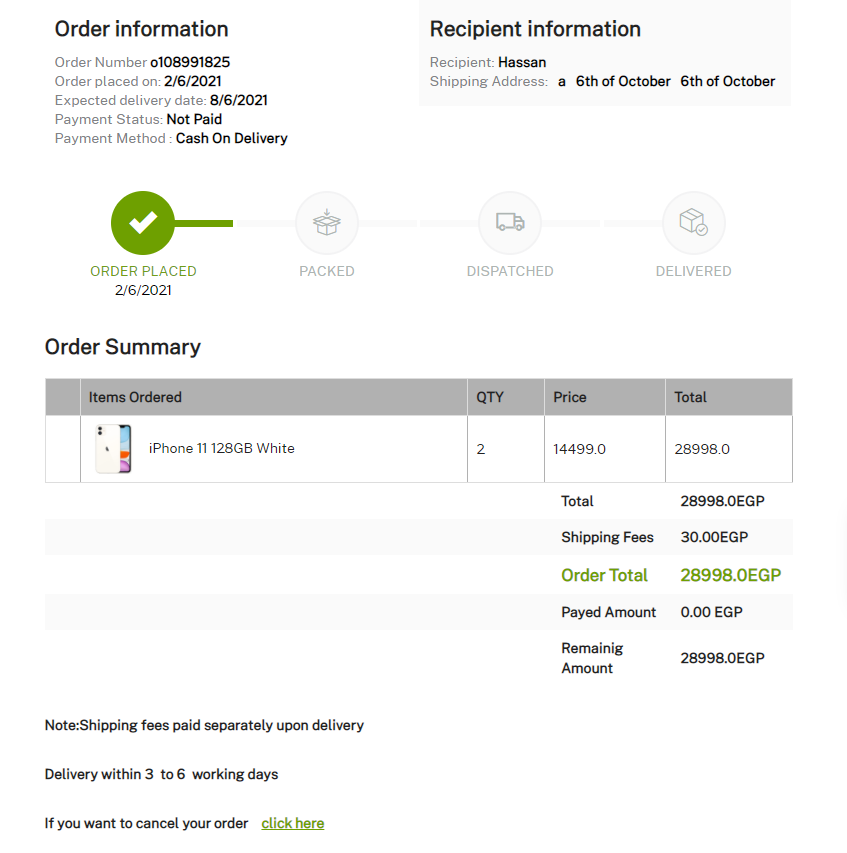 Order information
Order Number o108991825
Order placed on: 2/6/2021
Expected delivery date: 8/6/2021
Payment Status: Not Paid
Payment Method : Cash On Delivery
Recipient information
Recipient: Hassan
Shipping Address: a 6th of October 6th of October
ORDER PLACED
2/6/2021
PACKED
DISPATCHED
DELIVERED
Order Summary
Items Ordered QTY Price Total
iPhone 11 128GB White 2 14499.0 28998.0
Total 28998.0EGP
Shipping Fees 30.00EGP
Order Total 28998.0EGP
Payed Amount 0.00 EGP
Remainig
Amount 28998.0EGP
Note:Shipping fees paid separately upon delivery
Delivery within 3 to 6 working days
If you want to cancel your order click here